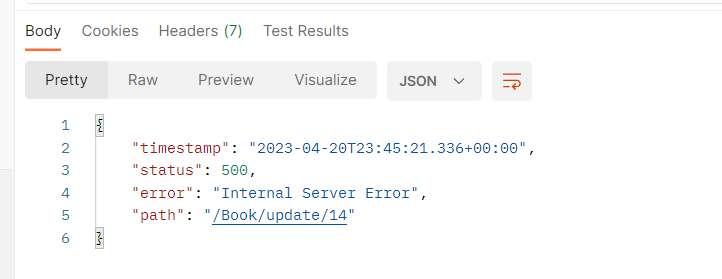 Body Cookies Headers (7) Test Results
Pretty Raw Preview Visualize JSON
1 {
2 "timestamp": "2023-04-20T23:45:21.336+00:00",
3 "status": 500,
4 "error": "Internal Server Error",
5 "path": "/Book/update/14"
6 }